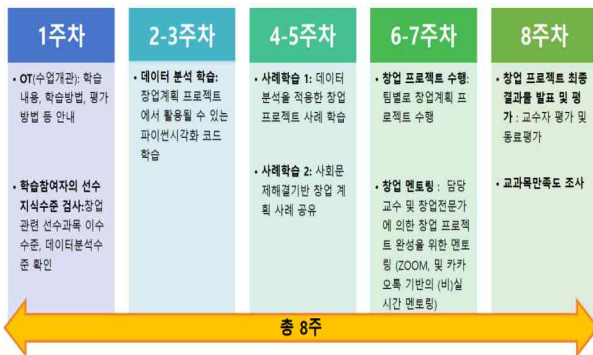 1주차
• OT(수업개관): 학습
내용, 학습방법, 평가
방법 등 안내
• 학습참여자의 선수
지식수준 검사:창업
관련 선수과목 이수
수준, 데이터분석수
준 확인
2-3주차
• 데이터 분석 학습:
창업계획 프로젝트
에서 활용될 수 있는
파이썬시각화 코드
학습
4-5주차
• 사례학습 1: 데이터
분석을 적용한 창업
프로젝트 사례 학습
• 사례학습 2: 사회문
제해결기반 창업 계
획 사례 공유
6-7주차
• 창업 프로젝트 수행:
팀별로 창업계획 프
로젝트 수행
• 창업 멘토링 : 담당
교수 및 창업전문가
에 의한 창업 프로젝
트 완성을 위한 멘토
링 (ZOOM, 및 카카
오톡 기반의 (비)실
시간 멘토링)
8주차
• 창업 프로젝트 최종
결과물 발표 및 평
가 : 교수자 평가 및
동료평가
• 교과목만족도 조사
총 8주